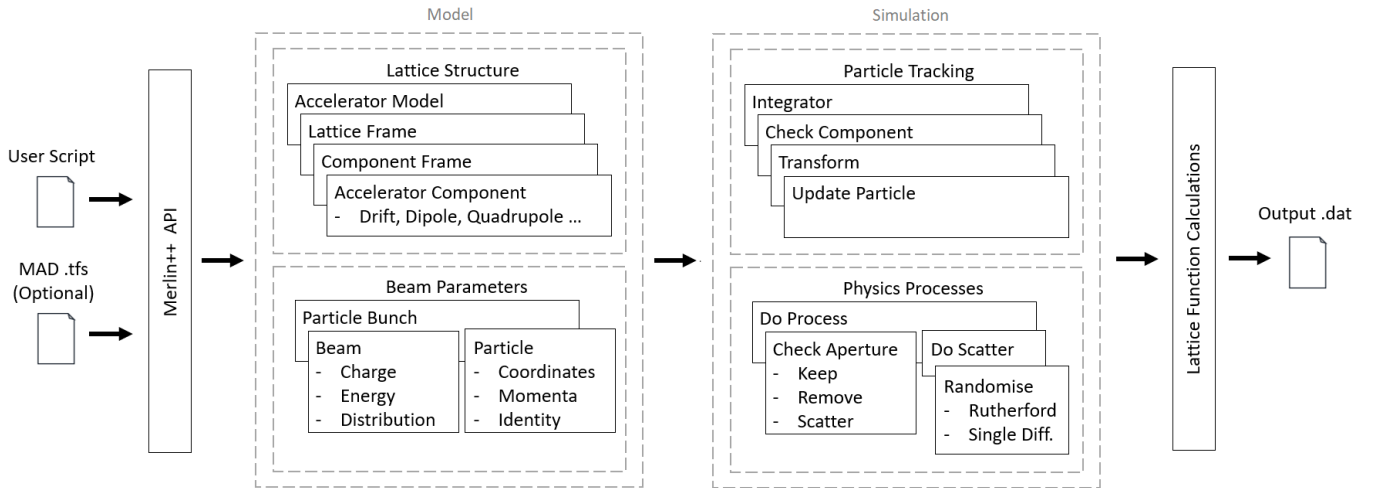 Model
Simulation
User Script
MAD .tfs
(Optional)
Merlin++ API
Lattice Structure
Accelerator Model
Lattice Frame
Component Frame
Accelerator Component
- Drift, Dipole, Quadrupole ...
Beam Parameters
Particle Bunch
Beam
- Charge
- Energy
- Distribution
Particle
- Coordinates
- Momenta
- Identity
Particle Tracking
Integrator
Check Component
Transform
Update Particle
Physics Processes
Do Process
Check Aperture
- Keep
- Remove
- Scatter
Do Scatter
Randomise
- Rutherford
- Single Diff.
Lattice Function Calculations
Output .dat